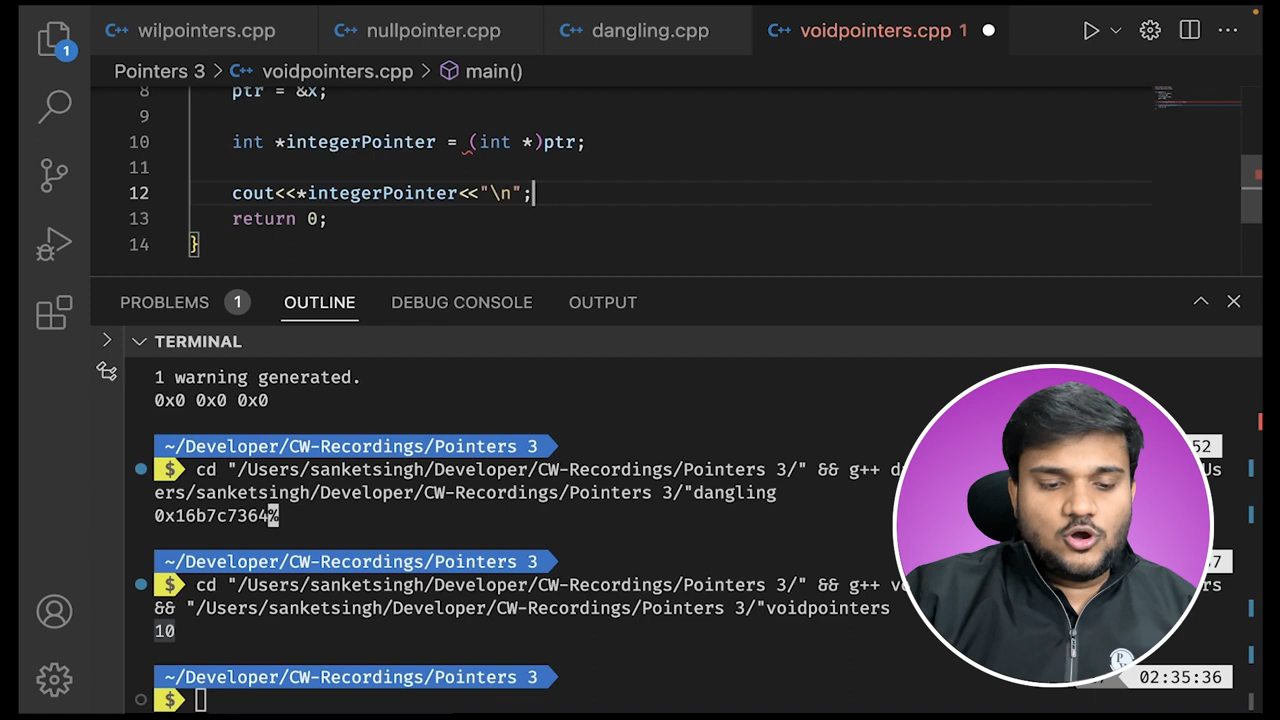 wilpointers.cpp nullpointer.cpp dangling.cpp voidpointers.cpp 1
Pointers 3 > voidpointers.cpp > main()
8 ptr = &x;
9
10 int *integerPointer = (int *)ptr;
11
12 cout<<*integerPointer<<"\n";
13 return 0;
14 }
PROBLEMS 1 OUTLINE DEBUG CONSOLE OUTPUT
TERMINAL
1 warning generated.
0x0 0x0 0x0
~/Developer/CW-Recordings/Pointers 3 52
$ cd "/Users/sanketsingh/Developer/CW-Recordings/Pointers 3/" && g++ d
ers/sanketsingh/Developer/CW-Recordings/Pointers 3/"dangling
0x16b7c7364%
~/Developer/CW-Recordings/Pointers 3
$ cd "/Users/sanketsingh/Developer/CW-Recordings/Pointers 3/" && g++ v rs
&& "/Users/sanketsingh/Developer/CW-Recordings/Pointers 3/"voidpointers
10
~/Developer/CW-Recordings/Pointers 3 02:35:36
$